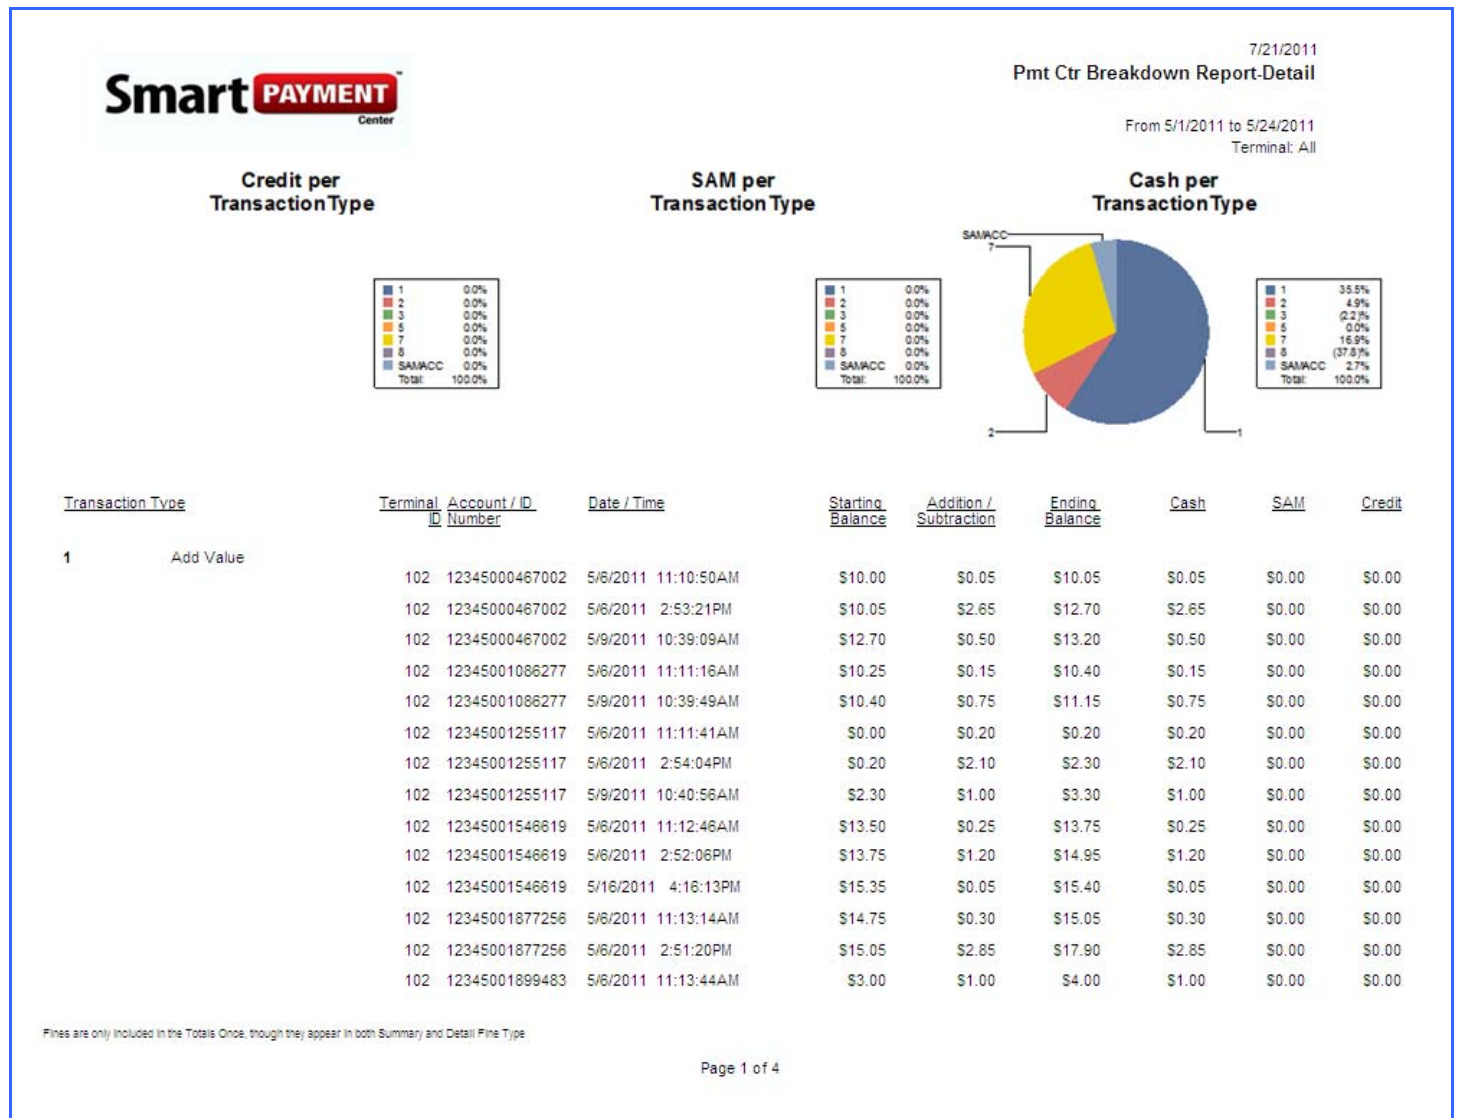 7/21/2011
Smart PAYMENT™
Center
Pmt Ctr Breakdown Report-Detail
From 5/1/2011 to 5/24/2011
Terminal: All
Credit per
Transaction Type
SAM per
Transaction Type
Cash per
Transaction Type
1 0.0%
2 0.0%
3 0.0%
5 0.0%
7 0.0%
8 0.0%
SAMACC 0.0%
Total: 100.0%
1 0.0%
2 0.0%
3 0.0%
5 0.0%
7 0.0%
8 0.0%
SAMACC 0.0%
Total: 100.0%
SAMACC
7
2
1
1 35.5%
2 4.9%
3 (2.2)%
5 0.0%
7 16.9%
8 (37.8)%
SAMACC 2.7%
Total: 100.0%
Transaction Type Terminal Account / ID Date / Time Starting Addition / Ending Cash SAM Credit
ID Number Balance Subtraction Balance
1 Add Value
102 12345000467002 5/6/2011 11:10:50AM $10.00 $0.05 $10.05 $0.05 $0.00 $0.00
102 12345000467002 5/6/2011 2:53:21PM $10.05 $2.65 $12.70 $2.65 $0.00 $0.00
102 12345000467002 5/9/2011 10:39:09AM $12.70 $0.50 $13.20 $0.50 $0.00 $0.00
102 12345001086277 5/6/2011 11:11:16AM $10.25 $0.15 $10.40 $0.15 $0.00 $0.00
102 12345001086277 5/9/2011 10:39:49AM $10.40 $0.75 $11.15 $0.75 $0.00 $0.00
102 12345001255117 5/6/2011 11:11:41AM $0.00 $0.20 $0.20 $0.20 $0.00 $0.00
102 12345001255117 5/6/2011 2:54:04PM $0.20 $2.10 $2.30 $2.10 $0.00 $0.00
102 12345001255117 5/9/2011 10:40:56AM $2.30 $1.00 $3.30 $1.00 $0.00 $0.00
102 12345001546619 5/6/2011 11:12:46AM $13.50 $0.25 $13.75 $0.25 $0.00 $0.00
102 12345001546619 5/6/2011 2:52:06PM $13.75 $1.20 $14.95 $1.20 $0.00 $0.00
102 12345001546619 5/16/2011 4:16:13PM $15.35 $0.05 $15.40 $0.05 $0.00 $0.00
102 12345001877256 5/6/2011 11:13:14AM $14.75 $0.30 $15.05 $0.30 $0.00 $0.00
102 12345001877256 5/6/2011 2:51:20PM $15.05 $2.85 $17.90 $2.85 $0.00 $0.00
102 12345001899483 5/6/2011 11:13:44AM $3.00 $1.00 $4.00 $1.00 $0.00 $0.00
Fines are only included in the Totals Once, though they appear in both Summary and Detail Fine Type
Page 1 of 4